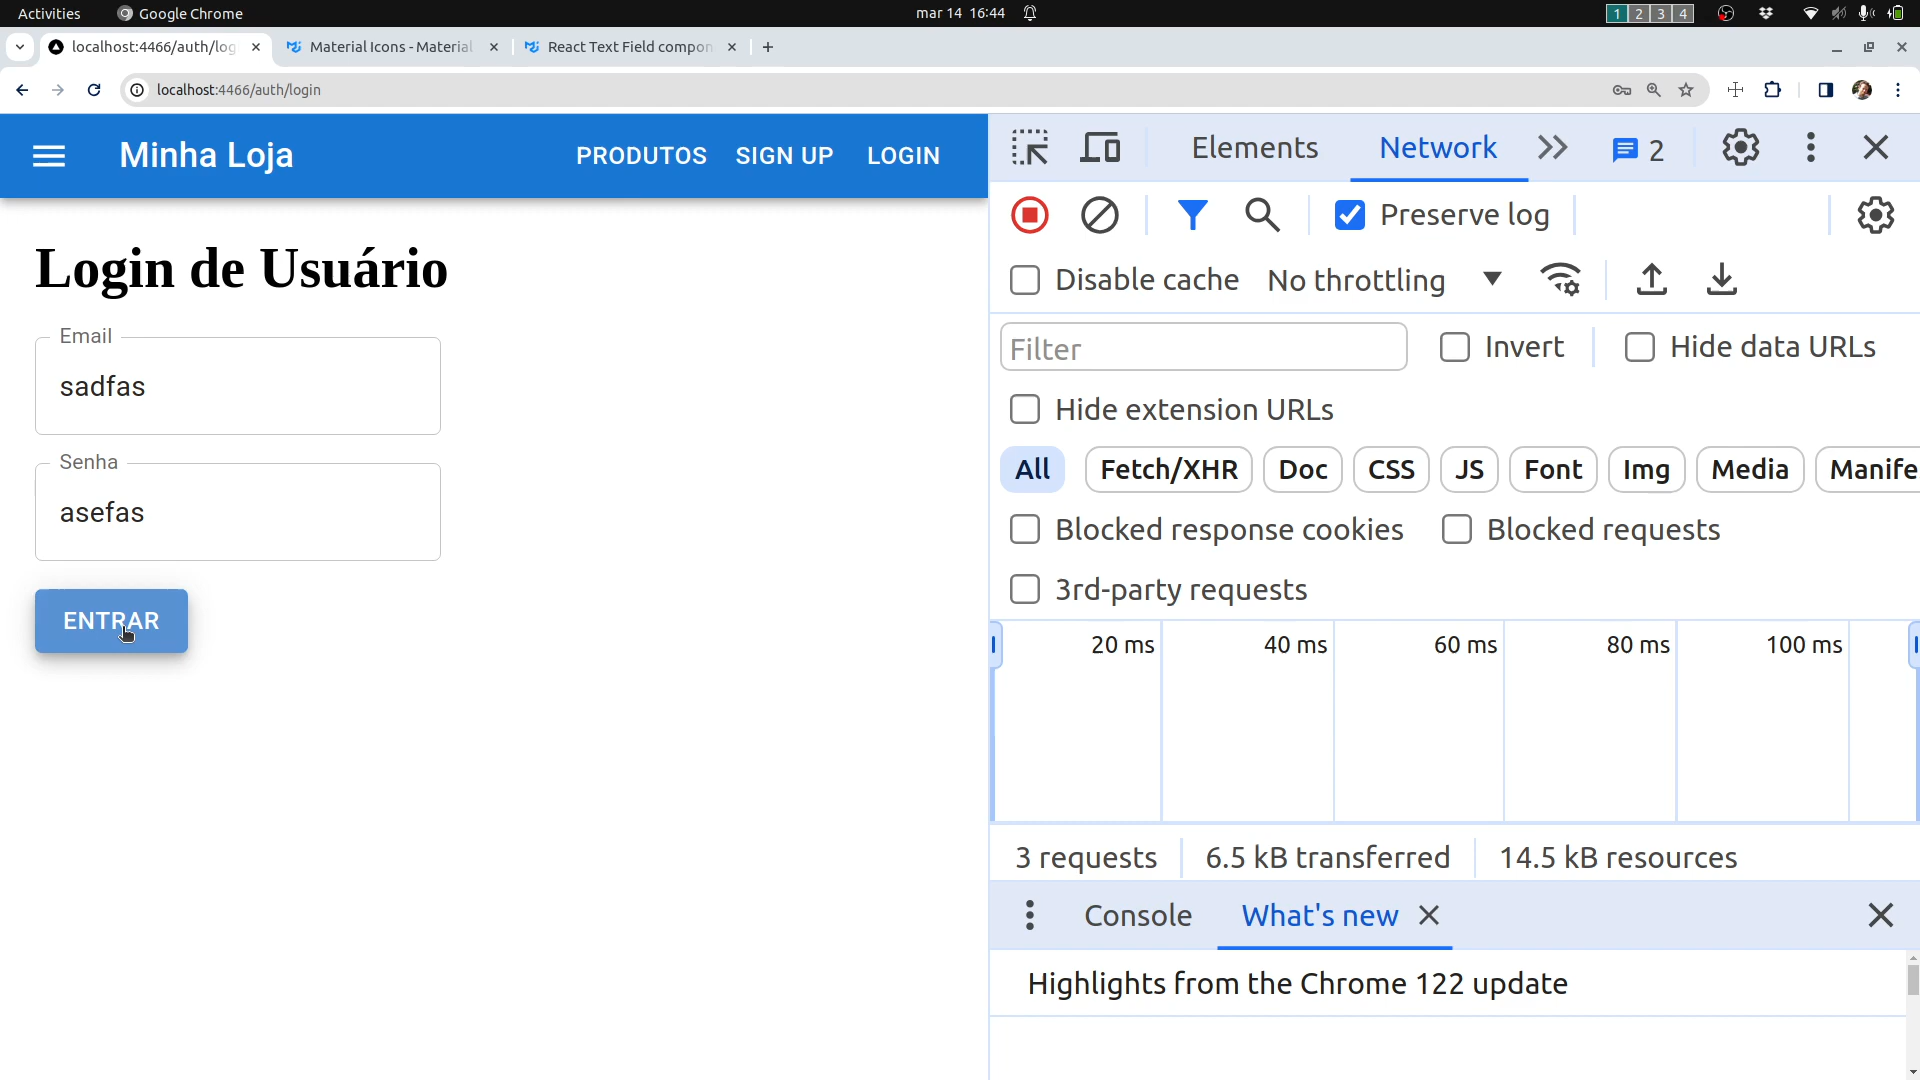 Activities Google Chrome mar 14 16:44 1 2 3 4
localhost:4466/auth/log Material Icons - Material React Text Field compon
localhost:4466/auth/login
Minha Loja PRODUTOS SIGN UP LOGIN
Login de Usuário
Email
sadfas
Senha
asefas
ENTRAR
Elements Network 2
Preserve log
Disable cache No throttling
Filter Invert Hide data URLs
Hide extension URLs
All Fetch/XHR Doc CSS JS Font Img Media Manife
Blocked response cookies Blocked requests
3rd-party requests
20 ms 40 ms 60 ms 80 ms 100 ms
3 requests 6.5 kB transferred 14.5 kB resources
Console What's new
Highlights from the Chrome 122 update